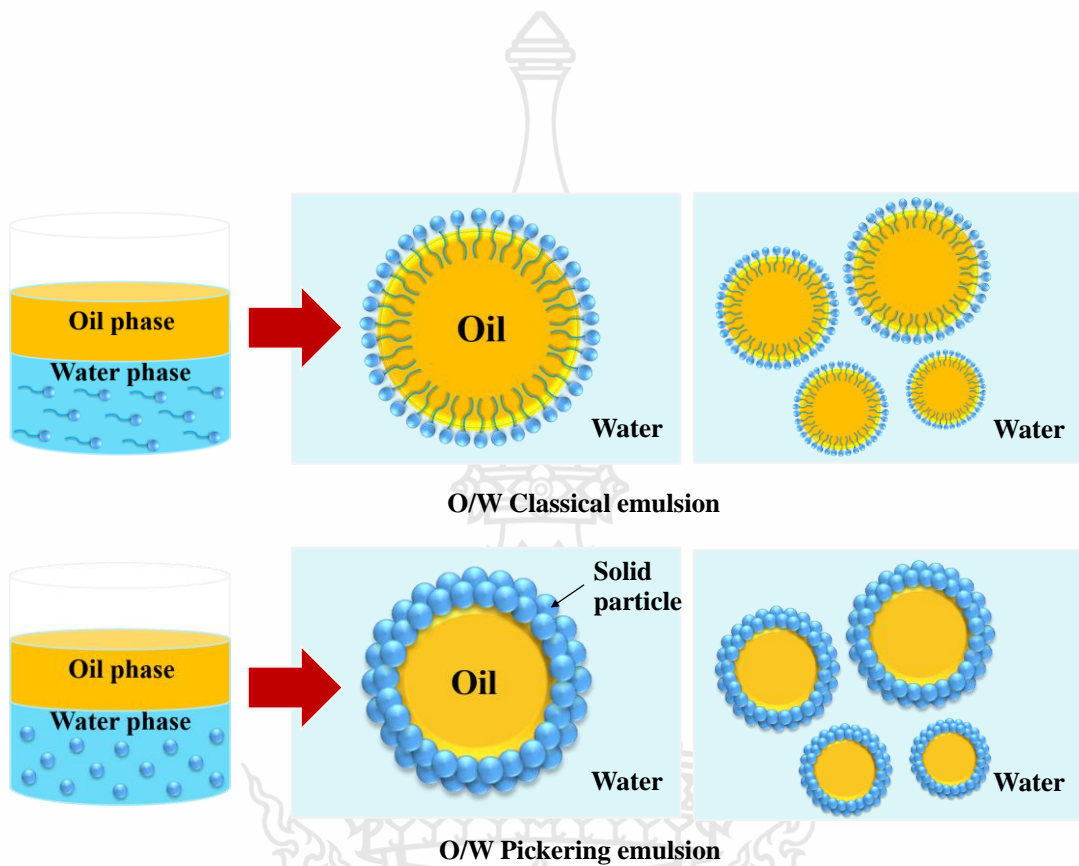 Oil phase
Water phase
Oil
Water
Water
O/W Classical emulsion
Oil phase
Water phase
Solid
particle
Oil
Water
Water
O/W Pickering emulsion